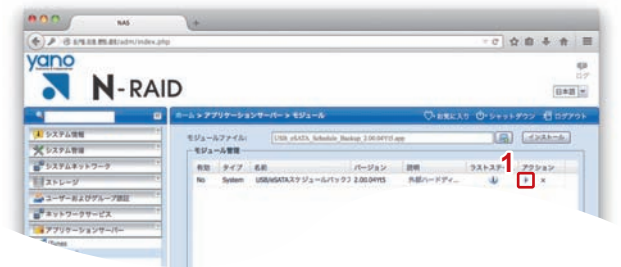 NAS
yano
N-RAID
日本語
ホーム > アプリケーションサーバー > モジュール
お気に入り シャットダウン ログアウト
システム情報
システム管理
システムネットワーク
ストレージ
ユーザーおよびグループ認証
ネットワークサービス
アプリケーションサーバー
iTunes
モジュールファイル: USB_eSATA_Schedule_Backup_2.00.04Yt5.app インストール
モジュール管理
有効 タイプ 名前 バージョン 説明 ラストステー アクション
No System USB/eSATAスケジュールバックア 2.00.04Yt5 外部ハードディ...
1